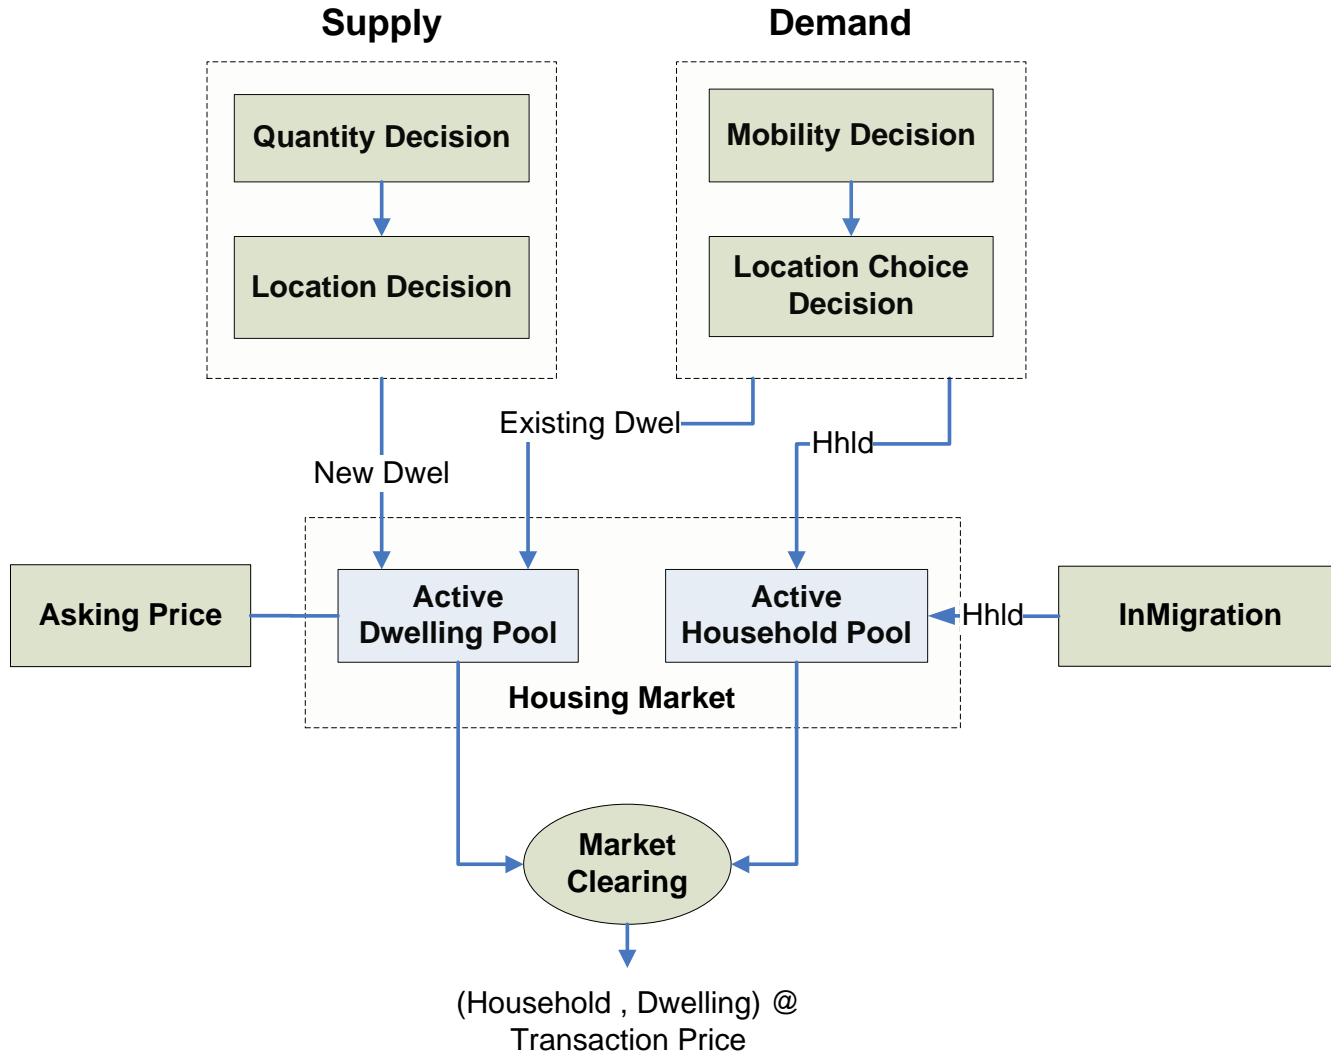 Supply
Demand
Quantity Decision
Mobility Decision
Location Decision
Location Choice
Decision
Existing Dwel
Hhld
New Dwel
Asking Price
Active
Dwelling Pool
Active
Household Pool
Hhld
InMigration
Housing Market
Market
Clearing
(Household , Dwelling) @
Transaction Price